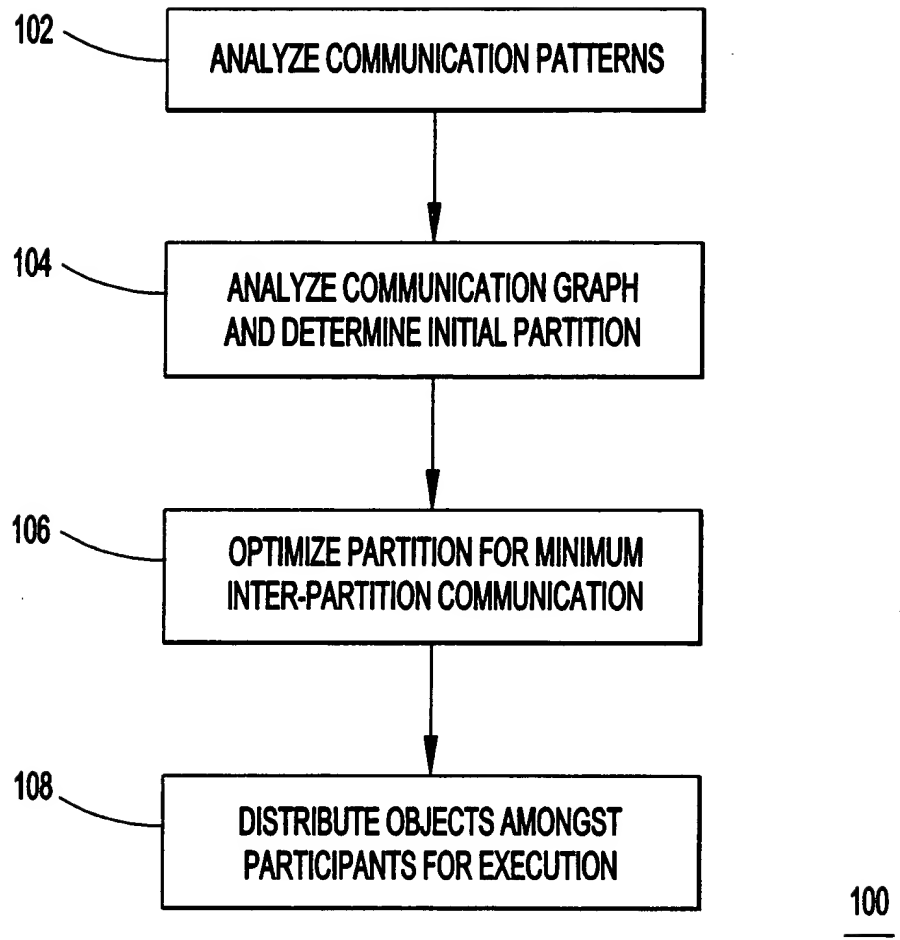 102
ANALYZE COMMUNICATION PATTERNS
104
ANALYZE COMMUNICATION GRAPH
AND DETERMINE INITIAL PARTITION
106
OPTIMIZE PARTITION FOR MINIMUM
INTER-PARTITION COMMUNICATION
108
DISTRIBUTE OBJECTS AMONGST
PARTICIPANTS FOR EXECUTION
100